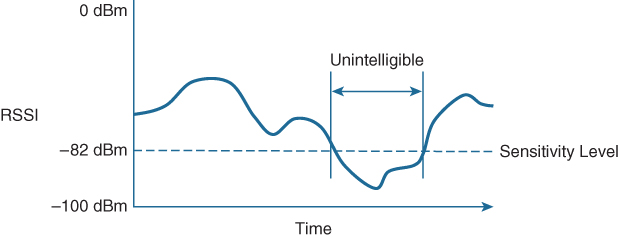 0 dBm
Unintelligible
RSSI
–82 dBm
Sensitivity Level
–100 dBm
Time